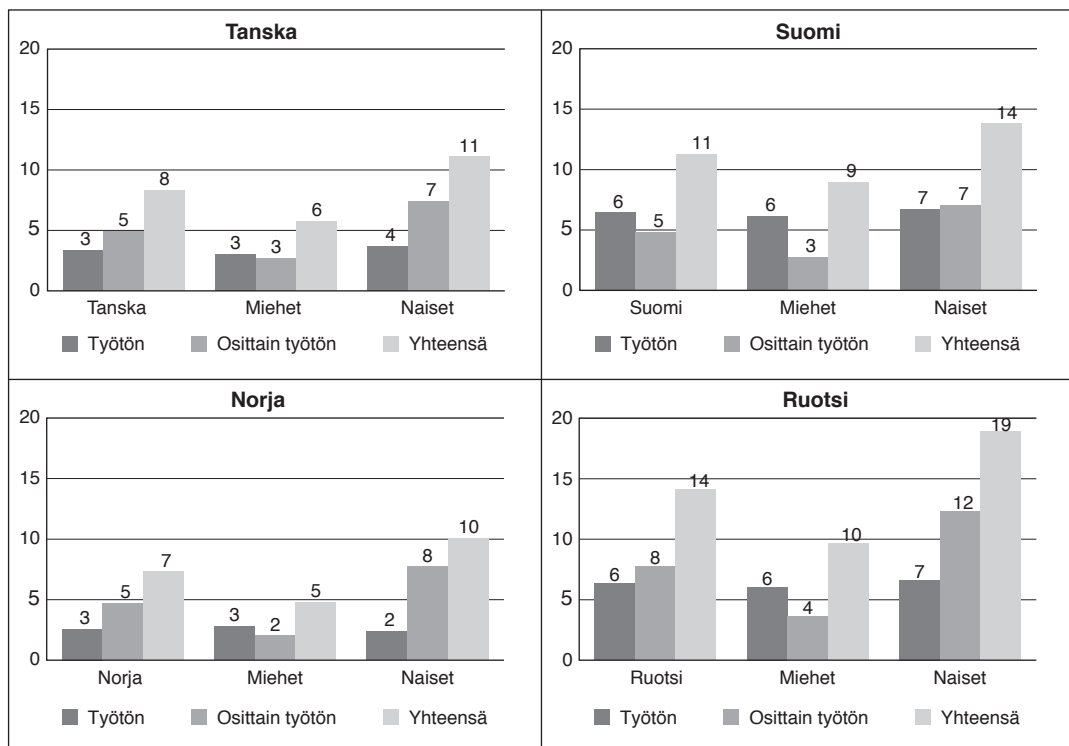 Tanska
20
15
10
5
0
3 5 8
3 3 6
4 7 11
Tanska Miehet Naiset
Työtön Osittain työtön Yhteensä
Suomi
20
15
10
5
0
6 5 11
6 3 9
7 7 14
Suomi Miehet Naiset
Työtön Osittain työtön Yhteensä
Norja
20
15
10
5
0
3 5 7
3 2 5
2 8 10
Norja Miehet Naiset
Työtön Osittain työtön Yhteensä
Ruotsi
20
15
10
5
0
6 8 14
6 4 10
7 12 19
Ruotsi Miehet Naiset
Työtön Osittain työtön Yhteensä